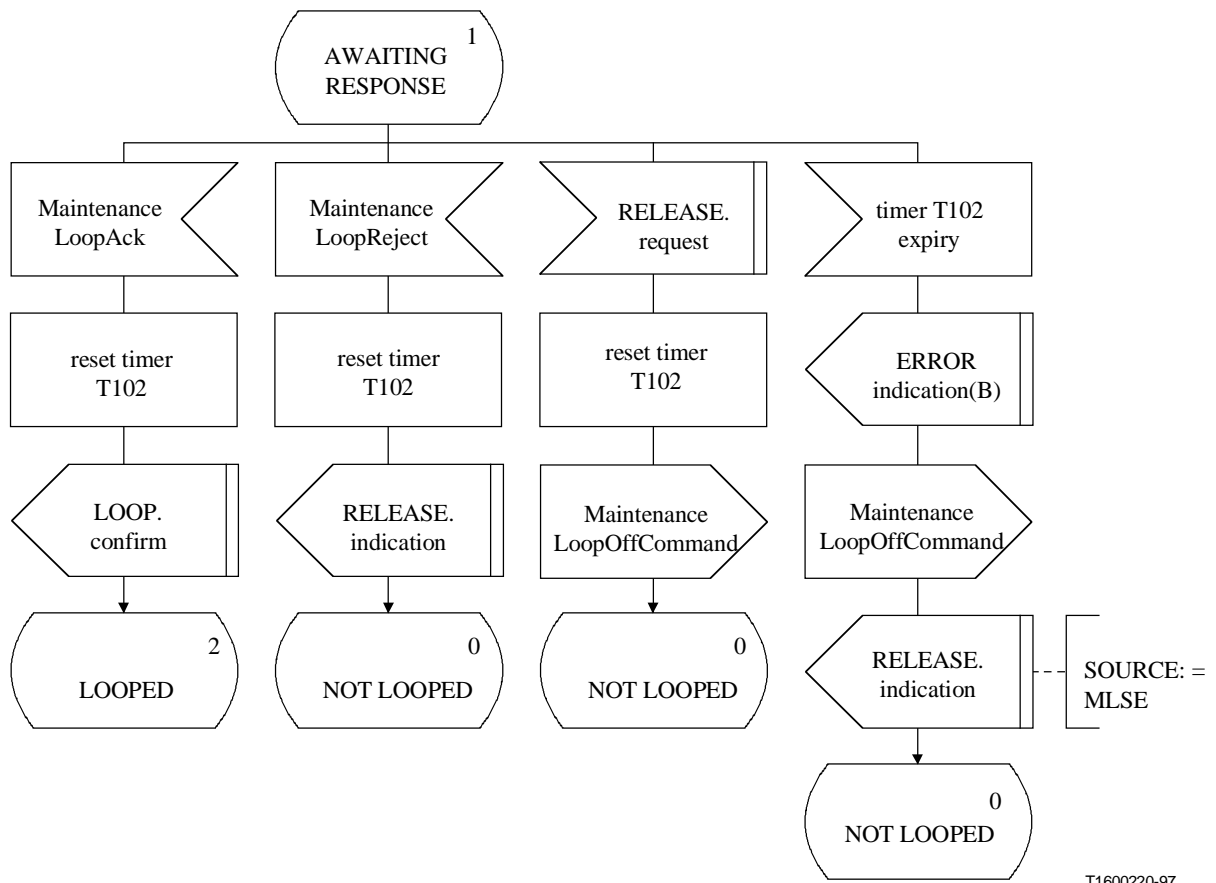 1
AWAITING
RESPONSE
Maintenance
LoopAck
Maintenance
LoopReject
RELEASE.
request
timer T102
expiry
reset timer
T102
reset timer
T102
reset timer
T102
ERROR
indication(B)
LOOP.
confirm
RELEASE.
indication
Maintenance
LoopOffCommand
Maintenance
LoopOffCommand
2
LOOPED
0
NOT LOOPED
0
NOT LOOPED
RELEASE.
indication
SOURCE: =
MLSE
0
NOT LOOPED
T1600220-97